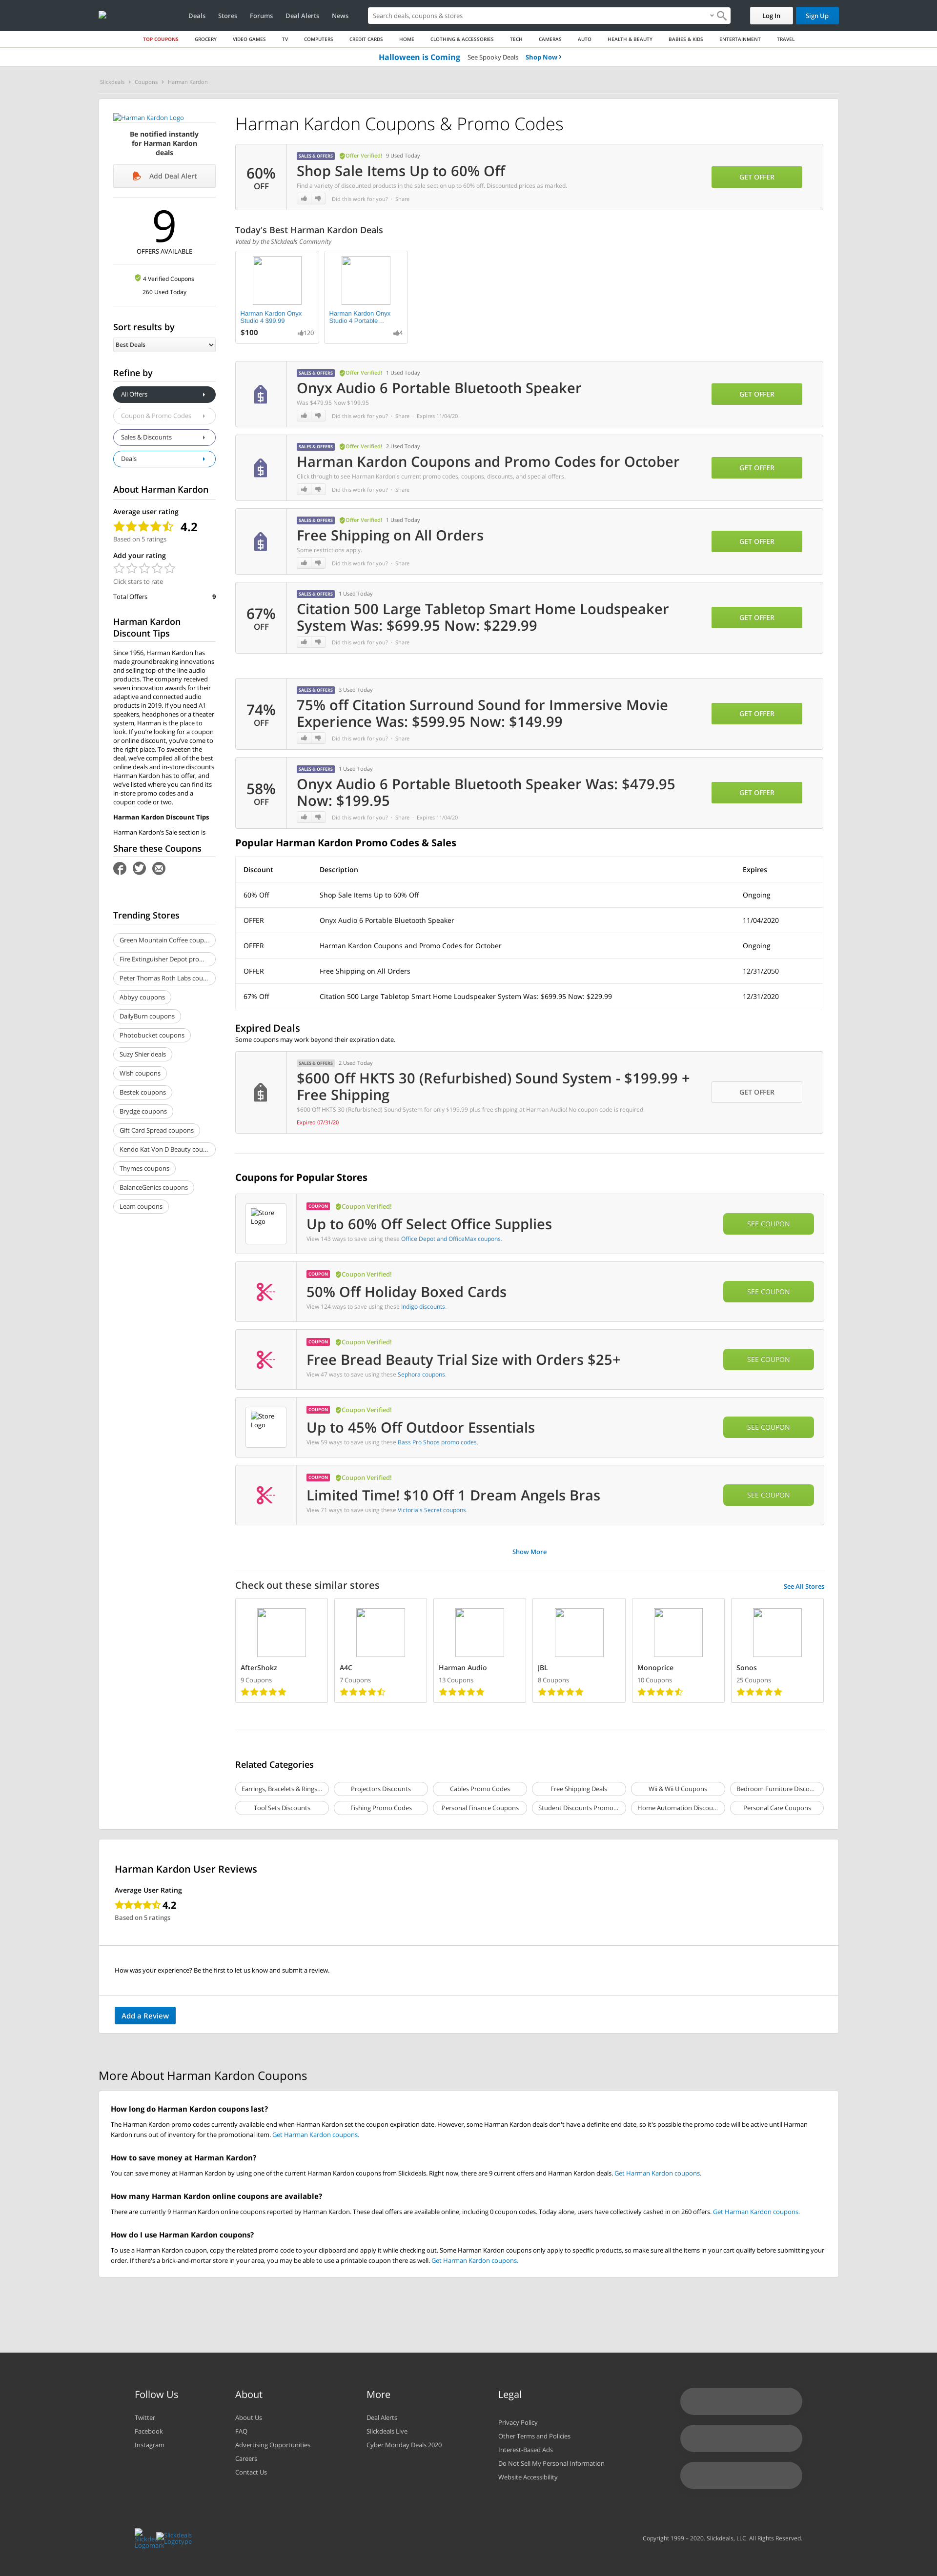 Deals Stores Forums Deal Alerts News
Search deals, coupons & stores
Log In
Sign Up
TOP COUPONS GROCERY VIDEO GAMES TV COMPUTERS CREDIT CARDS HOME CLOTHING & ACCESSORIES TECH CAMERAS AUTO HEALTH & BEAUTY BABIES & KIDS ENTERTAINMENT TRAVEL
Halloween is Coming See Spooky Deals Shop Now ›
Slickdeals > Coupons > Harman Kardon
Harman Kardon Logo
Be notified instantly
for Harman Kardon
deals
Add Deal Alert
9
OFFERS AVAILABLE
4 Verified Coupons
260 Used Today
Sort results by
Best Deals
Refine by
All Offers
Coupon & Promo Codes
Sales & Discounts
Deals
About Harman Kardon
Average user rating
4.2
Based on 5 ratings
Add your rating
Click stars to rate
Total Offers 9
Harman Kardon
Discount Tips
Since 1956, Harman Kardon has
made groundbreaking innovations
and selling top-of-the-line audio
products. The company received
seven innovation awards for their
adaptive and connected audio
products in 2019. If you need A1
speakers, headphones or a theater
system, Harman is the place to
look. If you're looking for a coupon
or online discount, you've come to
the right place. To sweeten the
deal, we've compiled all of the best
online deals and in-store discounts
Harman Kardon has to offer, and
we've listed where you can find its
in-store promo codes and a
coupon code or two.
Harman Kardon Discount Tips
Harman Kardon's Sale section is
Share these Coupons
Trending Stores
Green Mountain Coffee coup...
Fire Extinguisher Depot pro...
Peter Thomas Roth Labs cou...
Abbyy coupons
DailyBurn coupons
Photobucket coupons
Suzy Shier deals
Wish coupons
Bestek coupons
Brydge coupons
Gift Card Spread coupons
Kendo Kat Von D Beauty cou...
Thymes coupons
BalanceGenics coupons
Leam coupons
Harman Kardon Coupons & Promo Codes
60%
OFF
SALES & OFFERS Offer Verified! 9 Used Today
Shop Sale Items Up to 60% Off
Find a variety of discounted products in the sale section up to 60% off. Discounted prices as marked.
Did this work for you? · Share
GET OFFER
Today's Best Harman Kardon Deals
Voted by the Slickdeals Community
Harman Kardon Onyx
Studio 4 $99.99
$100 120
Harman Kardon Onyx
Studio 4 Portable...
4
SALES & OFFERS Offer Verified! 1 Used Today
Onyx Audio 6 Portable Bluetooth Speaker
Was $479.95 Now $199.95
Did this work for you? · Share · Expires 11/04/20
GET OFFER
SALES & OFFERS Offer Verified! 2 Used Today
Harman Kardon Coupons and Promo Codes for October
Click through to see Harman Kardon's current promo codes, coupons, discounts, and special offers.
Did this work for you? · Share
GET OFFER
SALES & OFFERS Offer Verified! 1 Used Today
Free Shipping on All Orders
Some restrictions apply.
Did this work for you? · Share
GET OFFER
67%
OFF
SALES & OFFERS 1 Used Today
Citation 500 Large Tabletop Smart Home Loudspeaker
System Was: $699.95 Now: $229.99
Did this work for you? · Share
GET OFFER
74%
OFF
SALES & OFFERS 3 Used Today
75% off Citation Surround Sound for Immersive Movie
Experience Was: $599.95 Now: $149.99
Did this work for you? · Share
GET OFFER
58%
OFF
SALES & OFFERS 1 Used Today
Onyx Audio 6 Portable Bluetooth Speaker Was: $479.95
Now: $199.95
Did this work for you? · Share · Expires 11/04/20
GET OFFER
Popular Harman Kardon Promo Codes & Sales
Discount Description Expires
60% Off Shop Sale Items Up to 60% Off Ongoing
OFFER Onyx Audio 6 Portable Bluetooth Speaker 11/04/2020
OFFER Harman Kardon Coupons and Promo Codes for October Ongoing
OFFER Free Shipping on All Orders 12/31/2050
67% Off Citation 500 Large Tabletop Smart Home Loudspeaker System Was: $699.95 Now: $229.99 12/31/2020
Expired Deals
Some coupons may work beyond their expiration date.
SALES & OFFERS 2 Used Today
$600 Off HKTS 30 (Refurbished) Sound System - $199.99 +
Free Shipping
$600 Off HKTS 30 (Refurbished) Sound System for only $199.99 plus free shipping at Harman Audio! No coupon code is required.
Expired 07/31/20
GET OFFER
Coupons for Popular Stores
Store
Logo
COUPON Coupon Verified!
Up to 60% Off Select Office Supplies
View 143 ways to save using these Office Depot and OfficeMax coupons.
SEE COUPON
COUPON Coupon Verified!
50% Off Holiday Boxed Cards
View 124 ways to save using these Indigo discounts.
SEE COUPON
COUPON Coupon Verified!
Free Bread Beauty Trial Size with Orders $25+
View 47 ways to save using these Sephora coupons.
SEE COUPON
Store
Logo
COUPON Coupon Verified!
Up to 45% Off Outdoor Essentials
View 59 ways to save using these Bass Pro Shops promo codes.
SEE COUPON
COUPON Coupon Verified!
Limited Time! $10 Off 1 Dream Angels Bras
View 71 ways to save using these Victoria's Secret coupons.
SEE COUPON
Show More
Check out these similar stores
See All Stores
AfterShokz
9 Coupons
A4C
7 Coupons
Harman Audio
13 Coupons
JBL
8 Coupons
Monoprice
10 Coupons
Sonos
25 Coupons
Related Categories
Earrings, Bracelets & Rings... Projectors Discounts Cables Promo Codes Free Shipping Deals Wii & Wii U Coupons Bedroom Furniture Disco...
Tool Sets Discounts Fishing Promo Codes Personal Finance Coupons Student Discounts Promo... Home Automation Discou... Personal Care Coupons
Harman Kardon User Reviews
Average User Rating
4.2
Based on 5 ratings
How was your experience? Be the first to let us know and submit a review.
Add a Review
More About Harman Kardon Coupons
How long do Harman Kardon coupons last?
The Harman Kardon promo codes currently available end when Harman Kardon set the coupon expiration date. However, some Harman Kardon deals don't have a definite end date, so it's possible the promo code will be active until Harman
Kardon runs out of inventory for the promotional item. Get Harman Kardon coupons.
How to save money at Harman Kardon?
You can save money at Harman Kardon by using one of the current Harman Kardon coupons from Slickdeals. Right now, there are 9 current offers and Harman Kardon deals. Get Harman Kardon coupons.
How many Harman Kardon online coupons are available?
There are currently 9 Harman Kardon online coupons reported by Harman Kardon. These deal offers are available online, including 0 coupon codes. Today alone, users have collectively cashed in on 260 offers. Get Harman Kardon coupons.
How do I use Harman Kardon coupons?
To use a Harman Kardon coupon, copy the related promo code to your clipboard and apply it while checking out. Some Harman Kardon coupons only apply to specific products, so make sure all the items in your cart qualify before submitting your
order. If there's a brick-and-mortar store in your area, you may be able to use a printable coupon there as well. Get Harman Kardon coupons.
Follow Us
Twitter
Facebook
Instagram
About
About Us
FAQ
Advertising Opportunities
Careers
Contact Us
More
Deal Alerts
Slickdeals Live
Cyber Monday Deals 2020
Legal
Privacy Policy
Other Terms and Policies
Interest-Based Ads
Do Not Sell My Personal Information
Website Accessibility
Slickdeals
Logotype
Copyright 1999 – 2020. Slickdeals, LLC. All Rights Reserved.